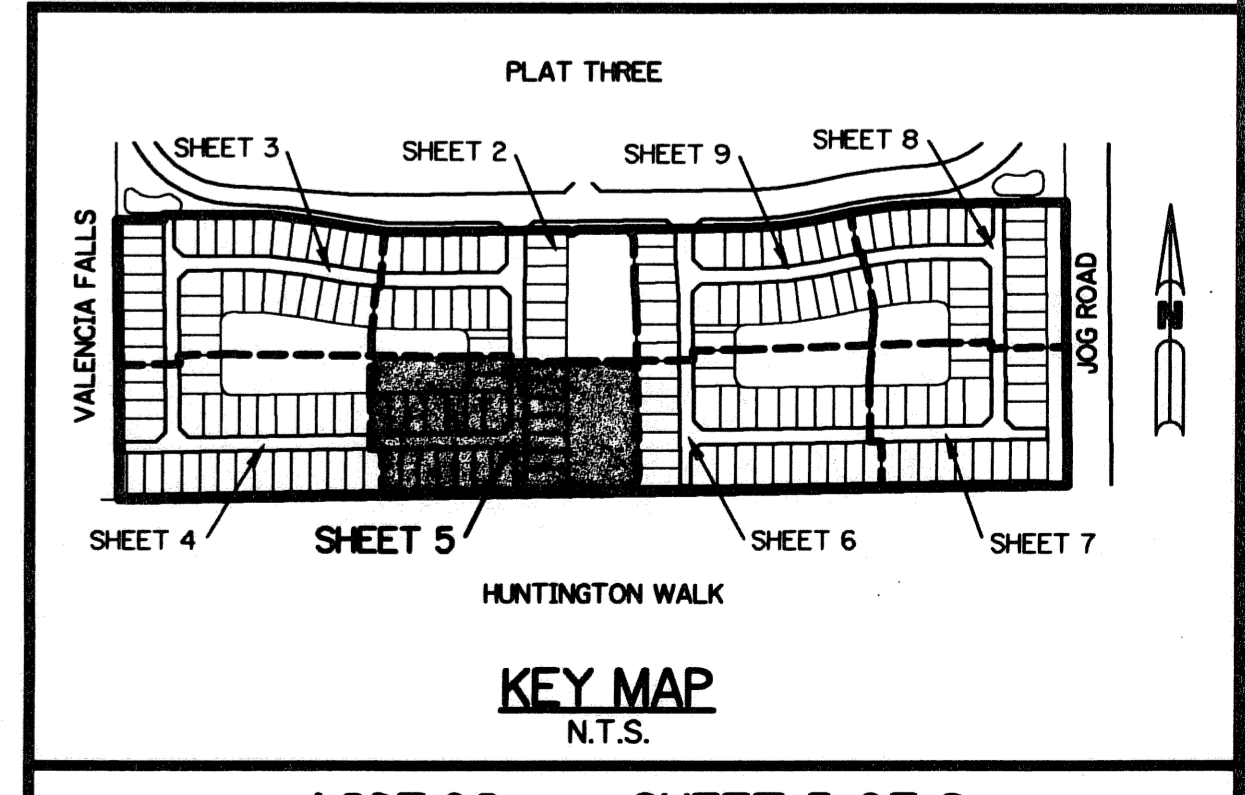 PLAT THREE
SHEET 3
SHEET 2
SHEET 9
SHEET 8
VALENCIA FALLS
JOG ROAD
N
SHEET 4
SHEET 5
SHEET 6
SHEET 7
HUNTINGTON WALK
KEY MAP
N.T.S.